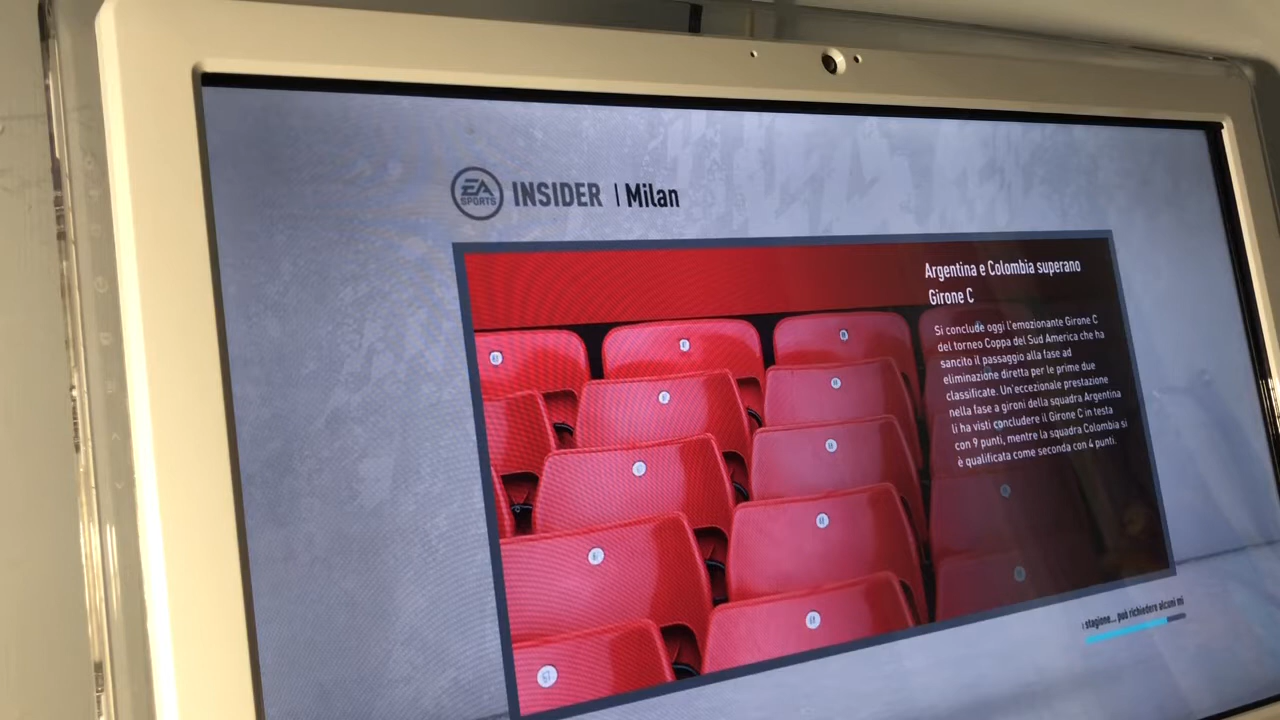 EA
SPORTS
INSIDER | Milan
Argentina e Colombia superano
Girone C
Si conclude oggi l'emozionante Girone C
del torneo Coppa del Sud America che ha
sancito il passaggio alla fase ad
eliminazione diretta per le prime due
classificate. Un'eccezionale prestazione
nella fase a gironi della squadra Argentina
li ha visti concludere il Girone C in testa
con 9 punti, mentre la squadra Colombia si
è qualificata come seconda con 4 punti.
stagione... può richiedere alcuni mi